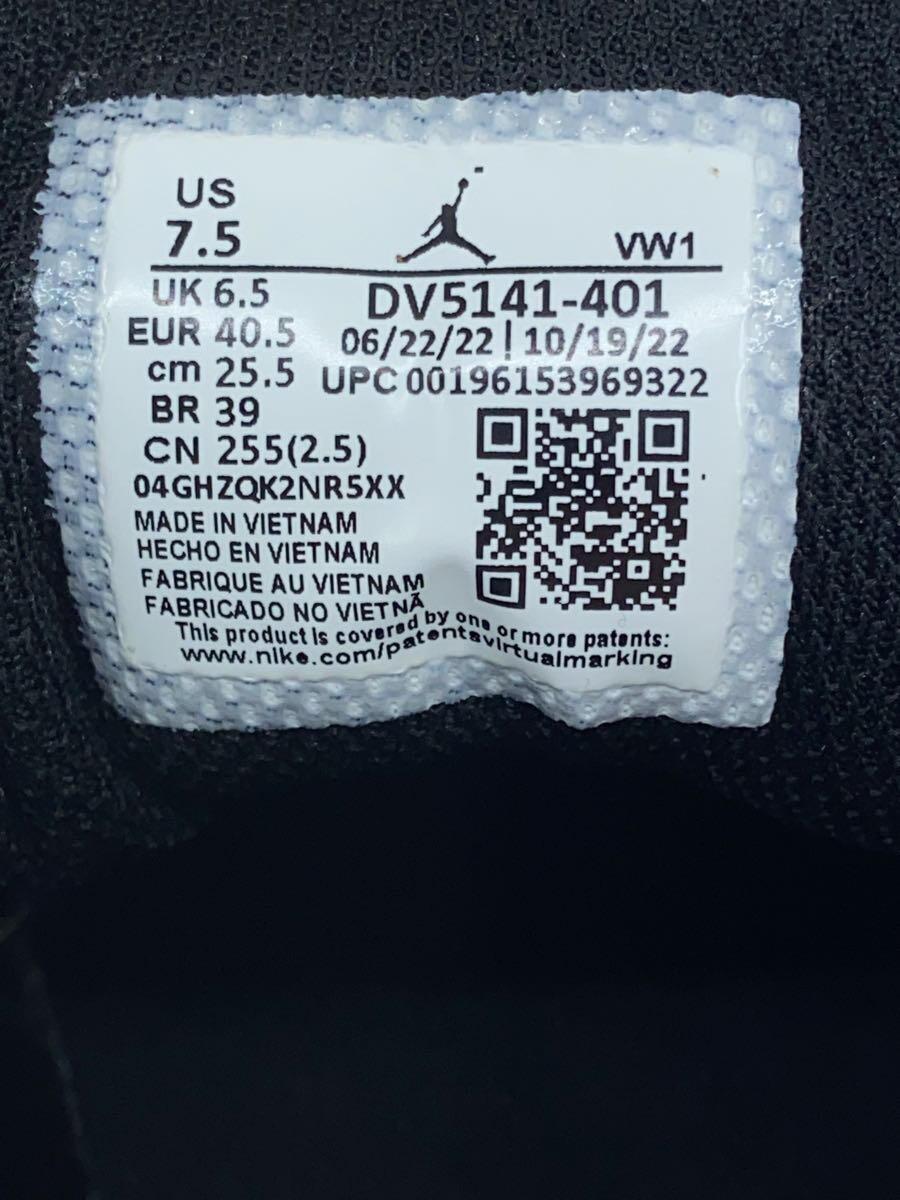 US
7.5
VW1
UK 6.5
EUR 40.5
cm 25.5
BR 39
CN 255(2.5)
DV5141-401
06/22/22 | 10/19/22
UPC 00196153969322
04GHZQK2NR5XX
MADE IN VIETNAM
HECHO EN VIETNAM
FABRIQUE AU VIETNAM
FABRICADO NO VIETNÃ
This product is covered by one or more patents:
www.nike.com/patentsvirtualmarking